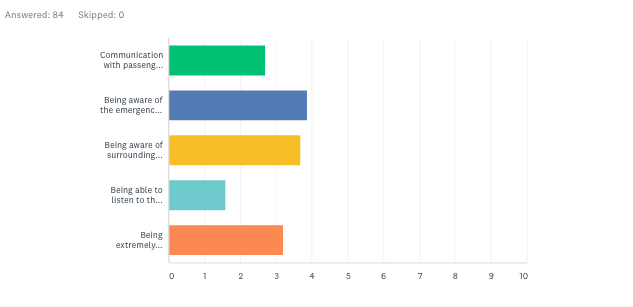 Answered: 84 Skipped: 0
Communication
with passeng...
Being aware of
the emergenc...
Being aware of
surrounding...
Being able to
listen to th...
Being
extremely...
0 1 2 3 4 5 6 7 8 9 10